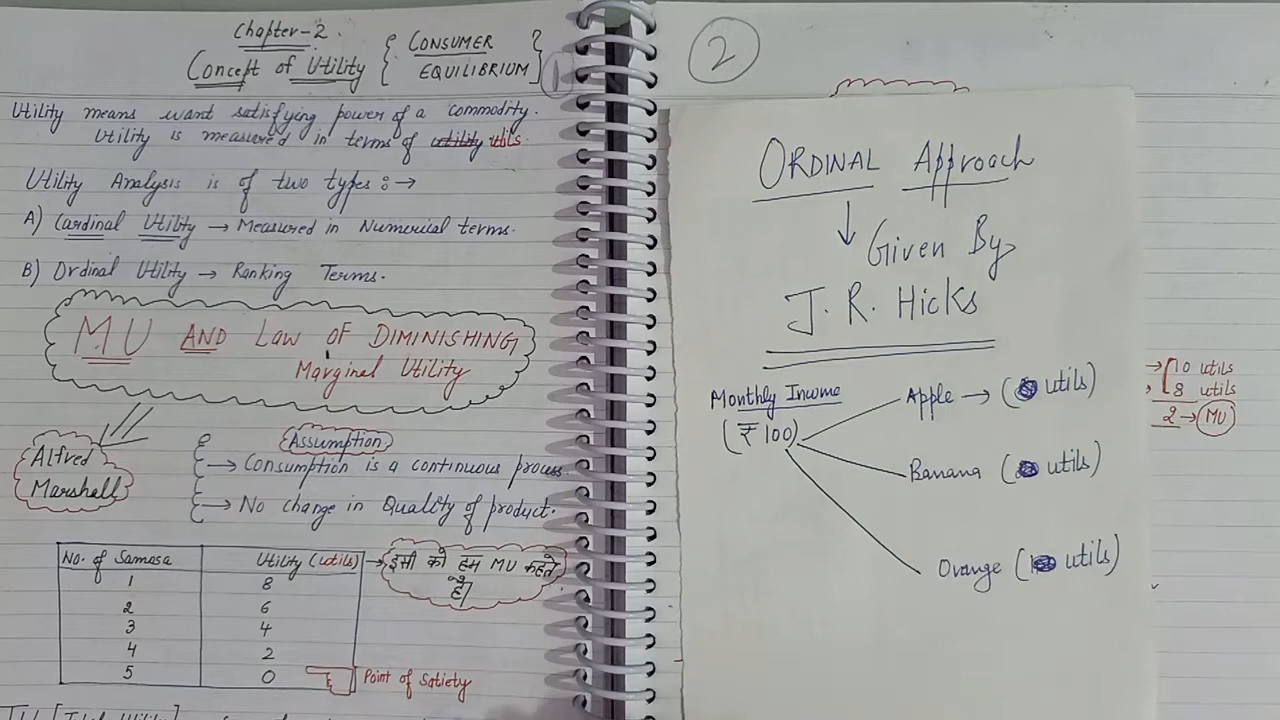 Chapter-2.
Concept of Utility { CONSUMER
EQUILIBRIUM }
1
Utility means want satisfying power of a commodity.
Utility is measured in terms of utility utils.
Utility Analysis is of two types :→
A) Cardinal Utility → Measured in Numerical terms.
B) Ordinal Utility → Ranking Terms.
MU AND Law OF DIMINISHING
Marginal Utility
Alfred
Marshell
Assumption
→ Consumption is a continuous process.
→ No change in Quality of product.
No. of Samosa Utility (utils) → इसी को हम MU कहते
है।
1 8
2 6
3 4
4 2
5 0 Point of Satiety
2
ORDINAL Approach
↓ Given By
J. R. Hicks
Monthly Income
(₹ 100)
Apple → ( utils)
Banana ( utils)
Orange ( utils)
→ 10 utils
→ 8 utils
2 → MU